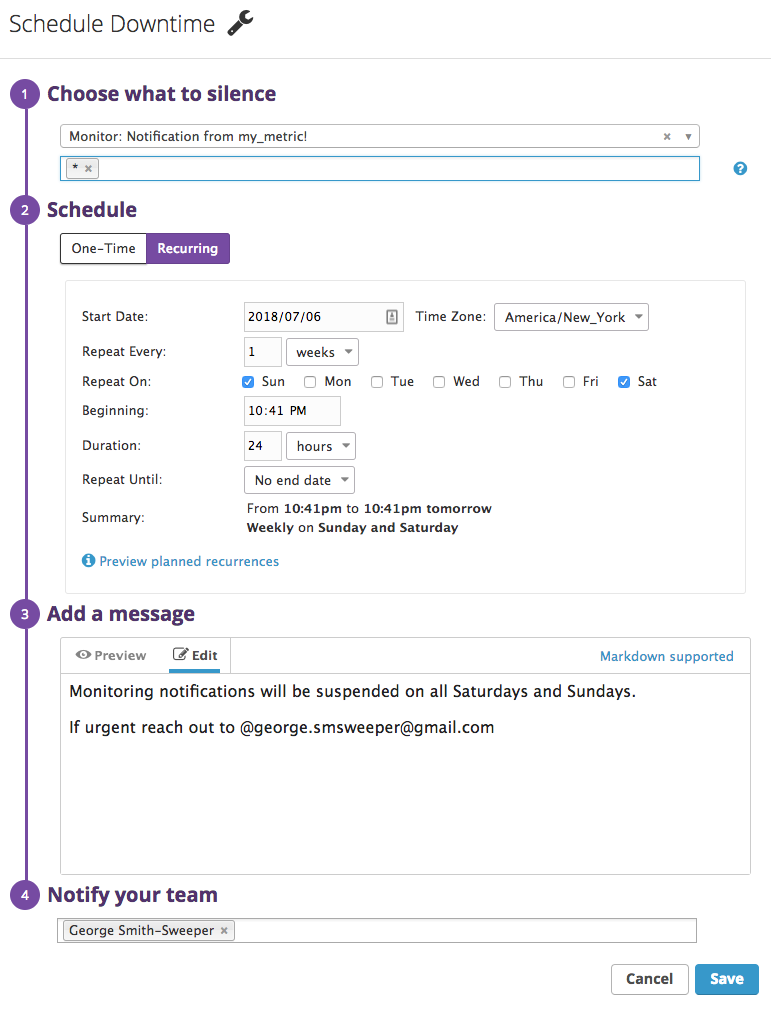 Schedule Downtime
1 Choose what to silence
Monitor: Notification from my_metric! × ▼
* × ?
2 Schedule
One-Time Recurring
Start Date: 2018/07/06 Time Zone: America/New_York
Repeat Every: 1 weeks
Repeat On: Sun Mon Tue Wed Thu Fri Sat
Beginning: 10:41 PM
Duration: 24 hours
Repeat Until: No end date
Summary: From 10:41pm to 10:41pm tomorrow
Weekly on Sunday and Saturday
i Preview planned recurrences
3 Add a message
Preview Edit Markdown supported
Monitoring notifications will be suspended on all Saturdays and Sundays.
If urgent reach out to @george.smsweeper@gmail.com
4 Notify your team
George Smith-Sweeper ×
Cancel Save